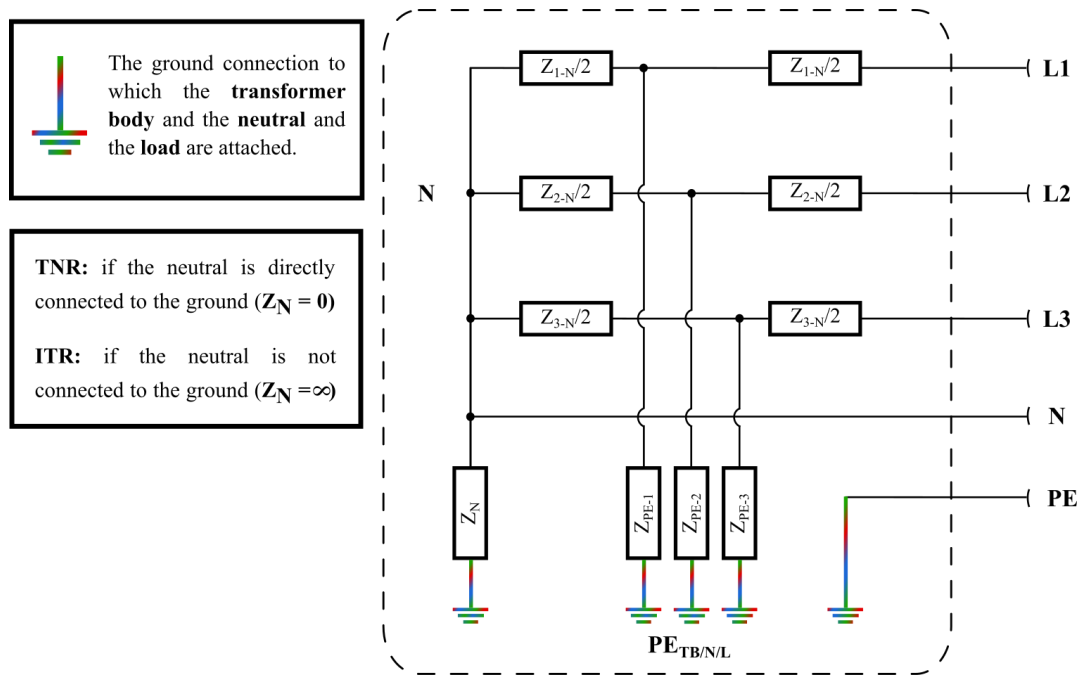 The ground connection to
which the transformer
body and the neutral and
the load are attached.
TNR: if the neutral is directly
connected to the ground (ZN = 0)
ITR: if the neutral is not
connected to the ground (ZN =∞)
Z1-N/2
Z1-N/2
L1
N
Z2-N/2
Z2-N/2
L2
Z3-N/2
Z3-N/2
L3
N
PE
ZN
ZPE-1
ZPE-2
ZPE-3
PETB/N/L